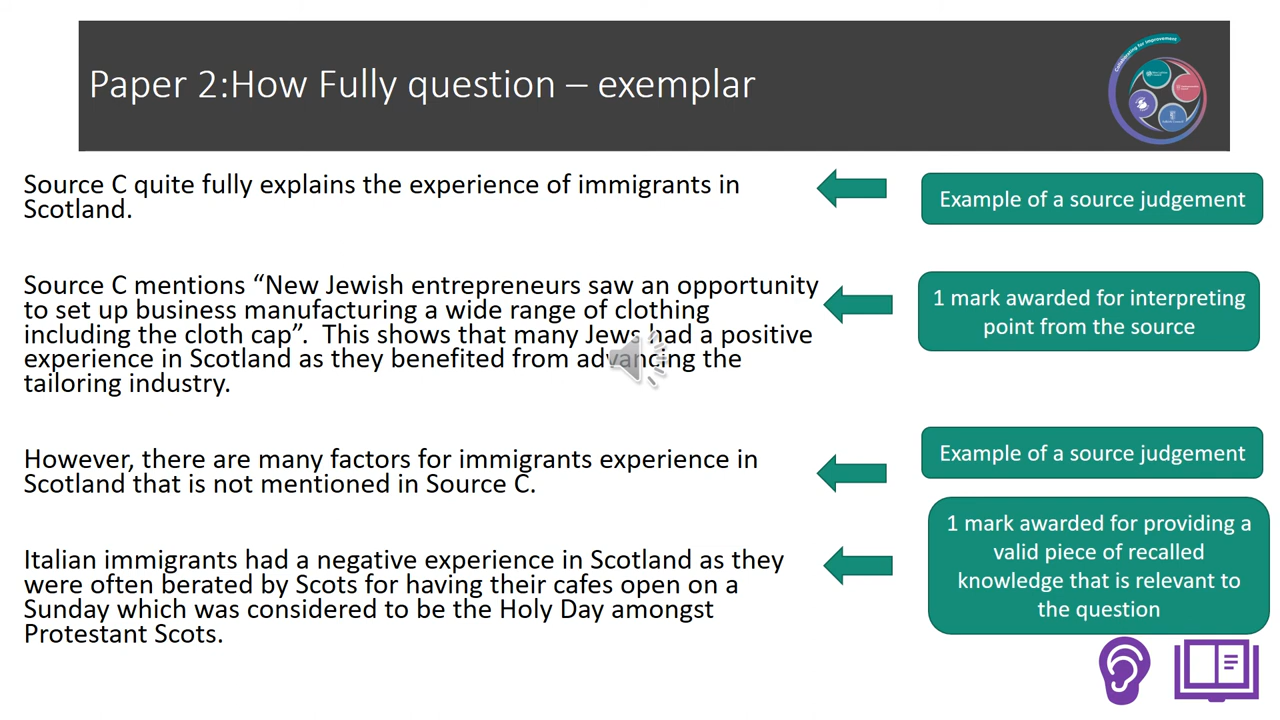 Paper 2:How Fully question – exemplar
Collaborating for improvement
Source C quite fully explains the experience of immigrants in
Scotland.
Example of a source judgement
Source C mentions “New Jewish entrepreneurs saw an opportunity
to set up business manufacturing a wide range of clothing
including the cloth cap”.  This shows that many Jews had a positive
experience in Scotland as they benefited from advancing the
tailoring industry.
1 mark awarded for interpreting
point from the source
However, there are many factors for immigrants experience in
Scotland that is not mentioned in Source C.
Example of a source judgement
Italian immigrants had a negative experience in Scotland as they
were often berated by Scots for having their cafes open on a
Sunday which was considered to be the Holy Day amongst
Protestant Scots.
1 mark awarded for providing a
valid piece of recalled
knowledge that is relevant to
the question